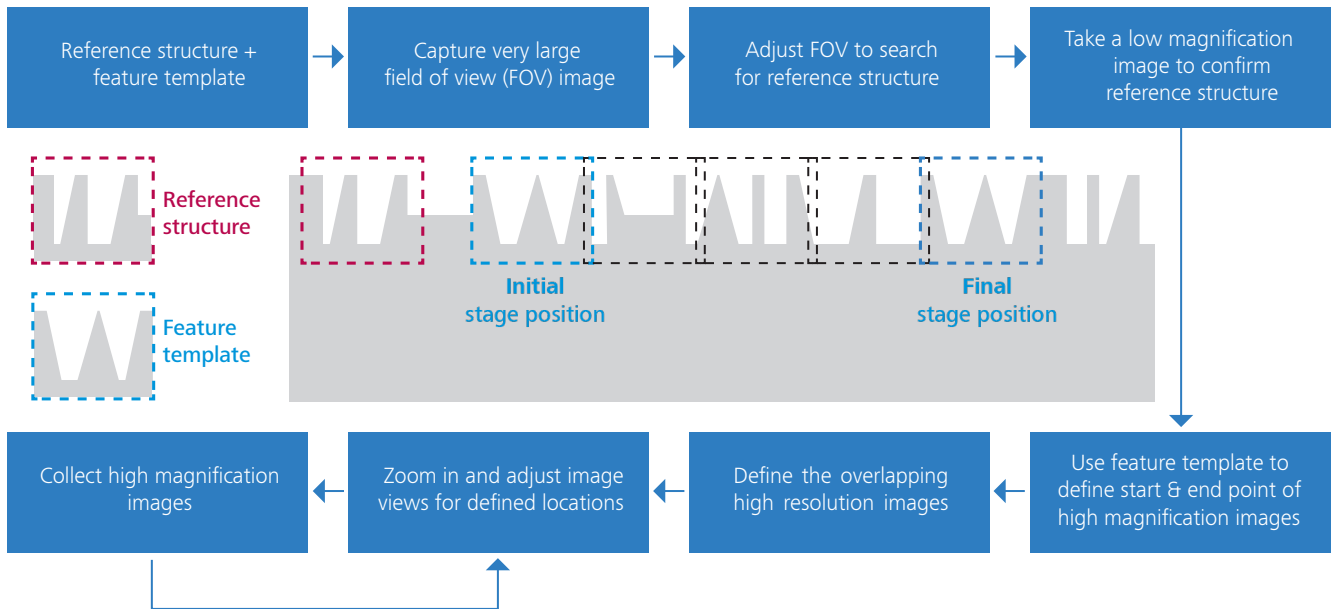 Reference structure +
feature template
Capture very large
field of view (FOV) image
Adjust FOV to search
for reference structure
Take a low magnification
image to confirm
reference structure
Reference
structure
Initial
stage position
Final
stage position
Feature
template
Collect high magnification
images
Zoom in and adjust image
views for defined locations
Define the overlapping
high resolution images
Use feature template to
define start & end point of
high magnification images